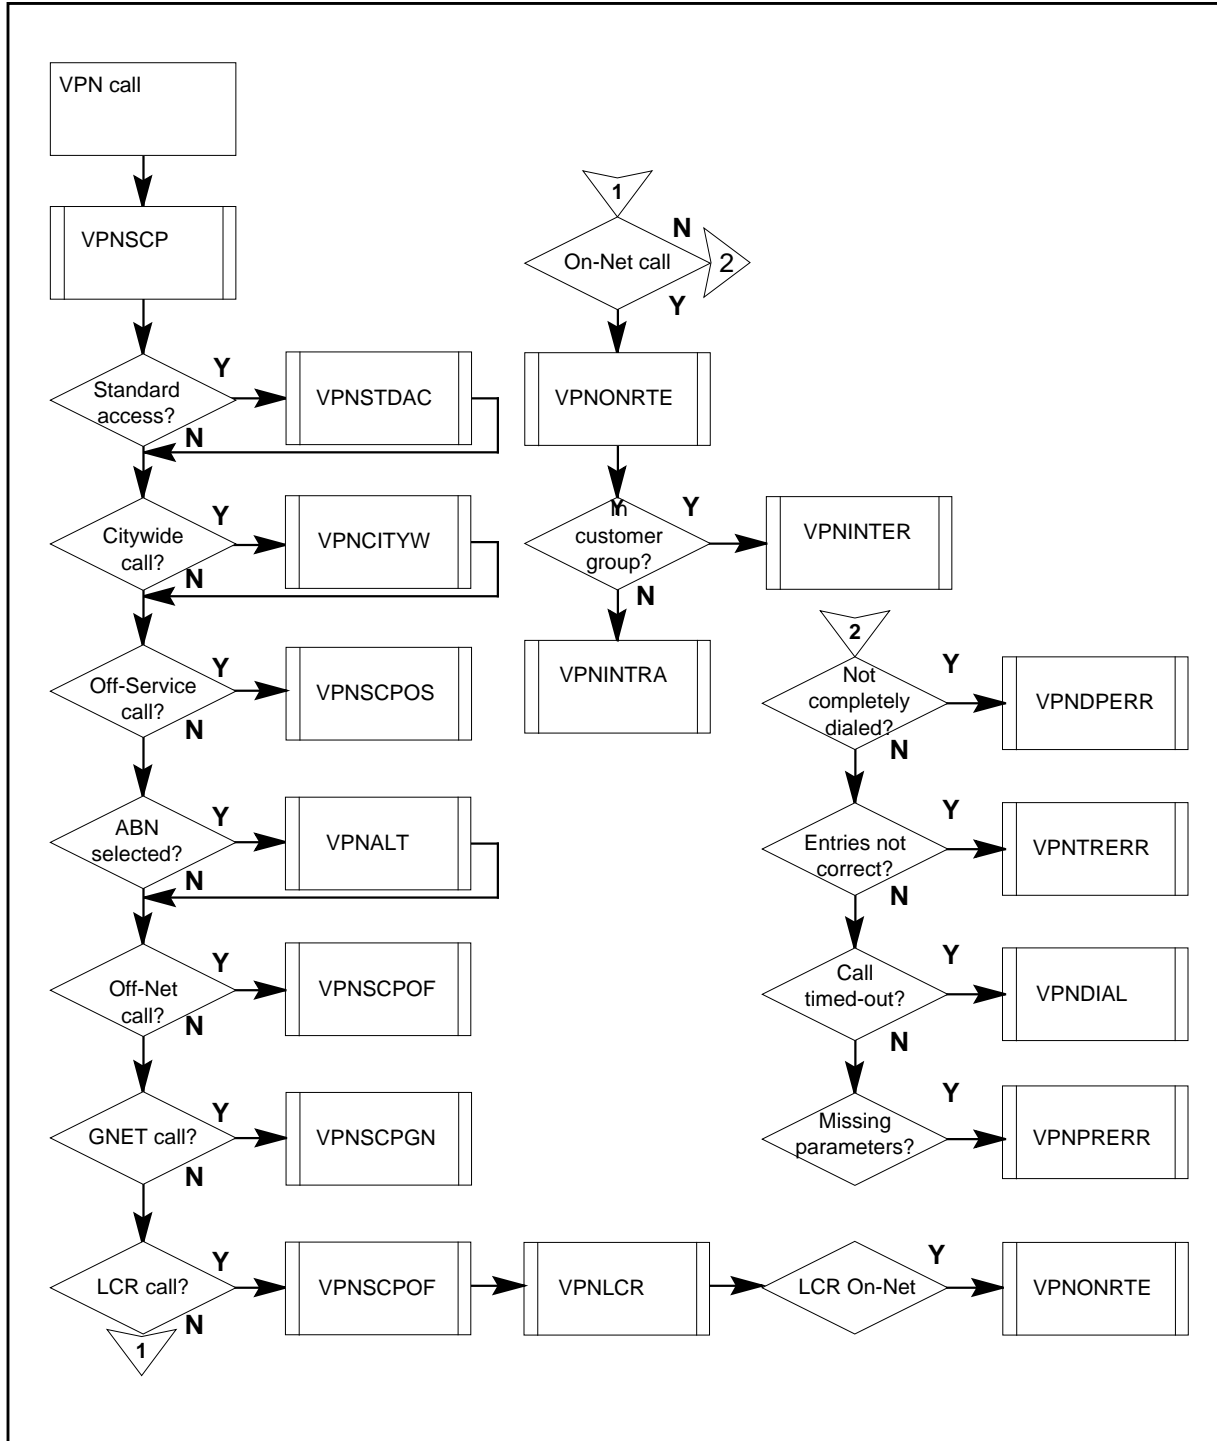 VPN call
VPNSCP
Y
Standard
access?
VPNSTDAC
N
Y
Citywide
call?
VPNCITYW
N
Y
Off-Service
call?
VPNSCPOS
N
Y
ABN
selected?
VPNALT
N
Y
Off-Net
call?
VPNSCPOF
N
Y
GNET call?
VPNSCPGN
N
Y
LCR call?
VPNSCPOF
VPNLCR
LCR On-Net
Y
VPNONRTE
N
1
1
N
On-Net call
2
Y
VPNONRTE
Y
In
customer
group?
Y
VPNINTER
N
VPNINTRA
2
Y
Not
completely
dialed?
VPNDPERR
N
Y
Entries not
correct?
VPNTRERR
N
Y
Call
timed-out?
VPNDIAL
N
Y
Missing
parameters?
VPNPRERR